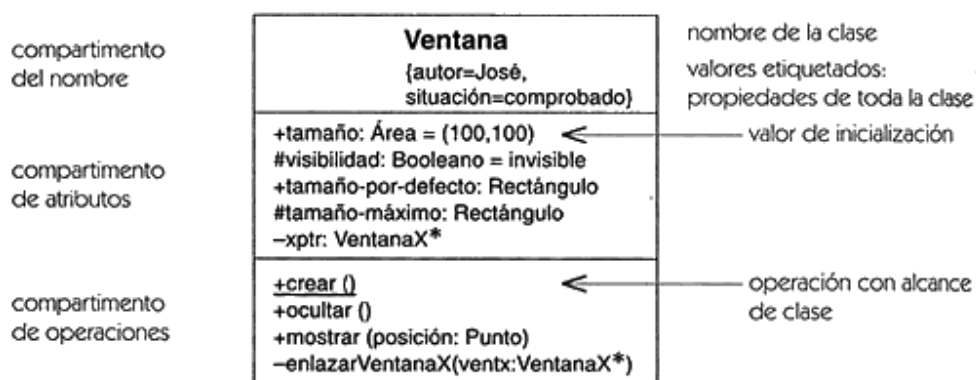 compartimento
del nombre
Ventana
{autor=José,
situación=comprobado}
nombre de la clase
valores etiquetados:
propiedades de toda la clase
compartimento
de atributos
+tamaño: Área = (100,100)
#visibilidad: Booleano = invisible
+tamaño-por-defecto: Rectángulo
#tamaño-máximo: Rectángulo
–xptr: VentanaX*
valor de inicialización
compartimento
de operaciones
+crear ()
+ocultar ()
+mostrar (posición: Punto)
–enlazarVentanaX(ventx:VentanaX*)
operación con alcance
de clase